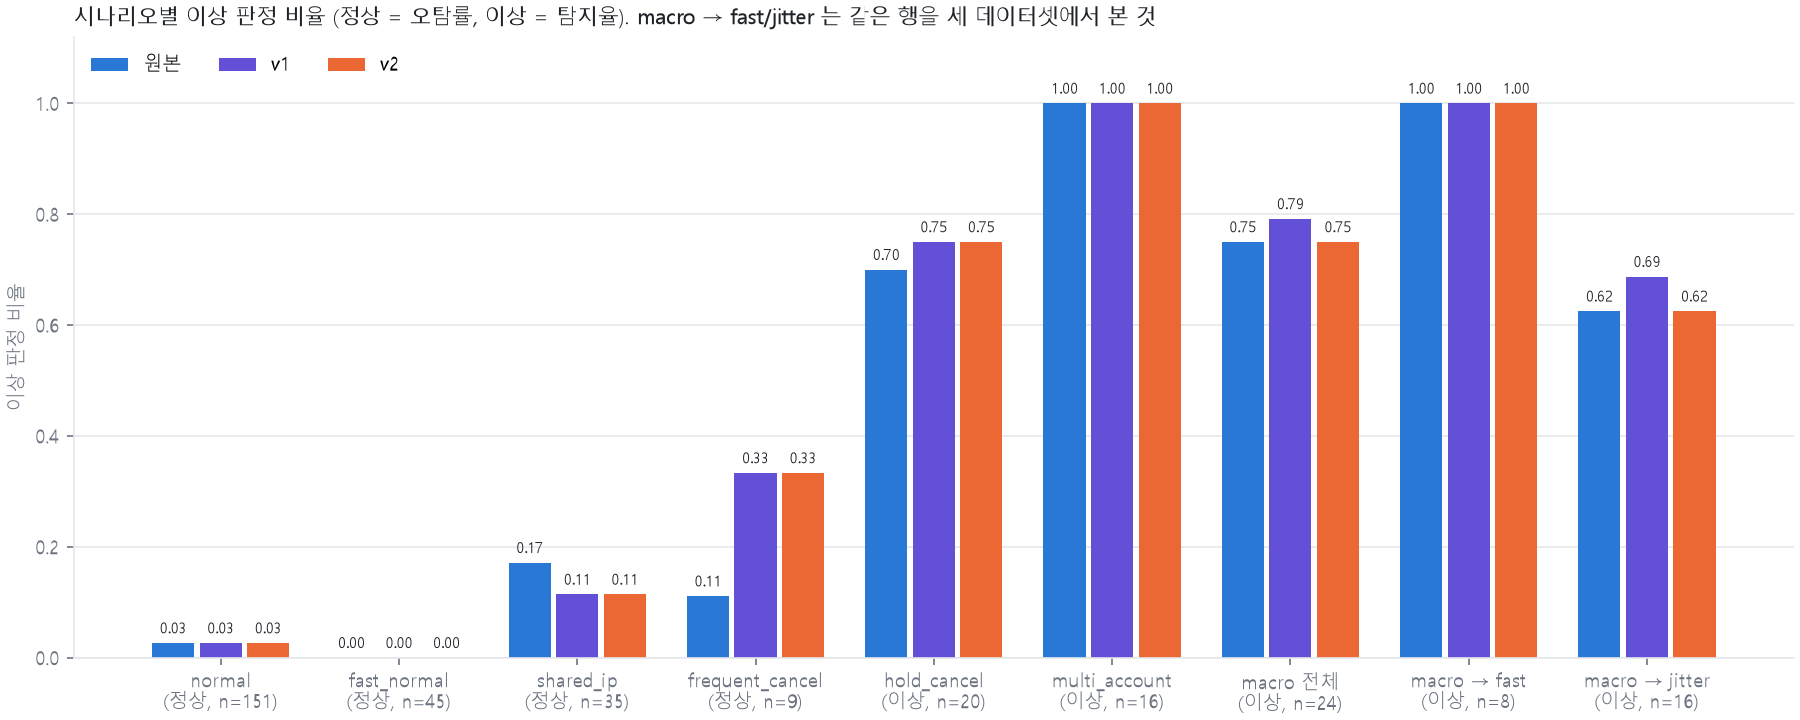 시나리오별 이상 판정 비율 (정상 = 오탐률, 이상 = 탐지율). macro → fast/jitter 는 같은 행을 세 데이터셋에서 본 것
원본 v1 v2
이상 판정 비율
1.0
0.8
0.6
0.4
0.2
0.0
0.03 0.03 0.03
0.00 0.00 0.00
0.17 0.11 0.11
0.11 0.33 0.33
0.70 0.75 0.75
1.00 1.00 1.00
0.75 0.79 0.75
1.00 1.00 1.00
0.62 0.69 0.62
normal
(정상, n=151)
fast_normal
(정상, n=45)
shared_ip
(정상, n=35)
frequent_cancel
(정상, n=9)
hold_cancel
(이상, n=20)
multi_account
(이상, n=16)
macro 전체
(이상, n=24)
macro → fast
(이상, n=8)
macro → jitter
(이상, n=16)